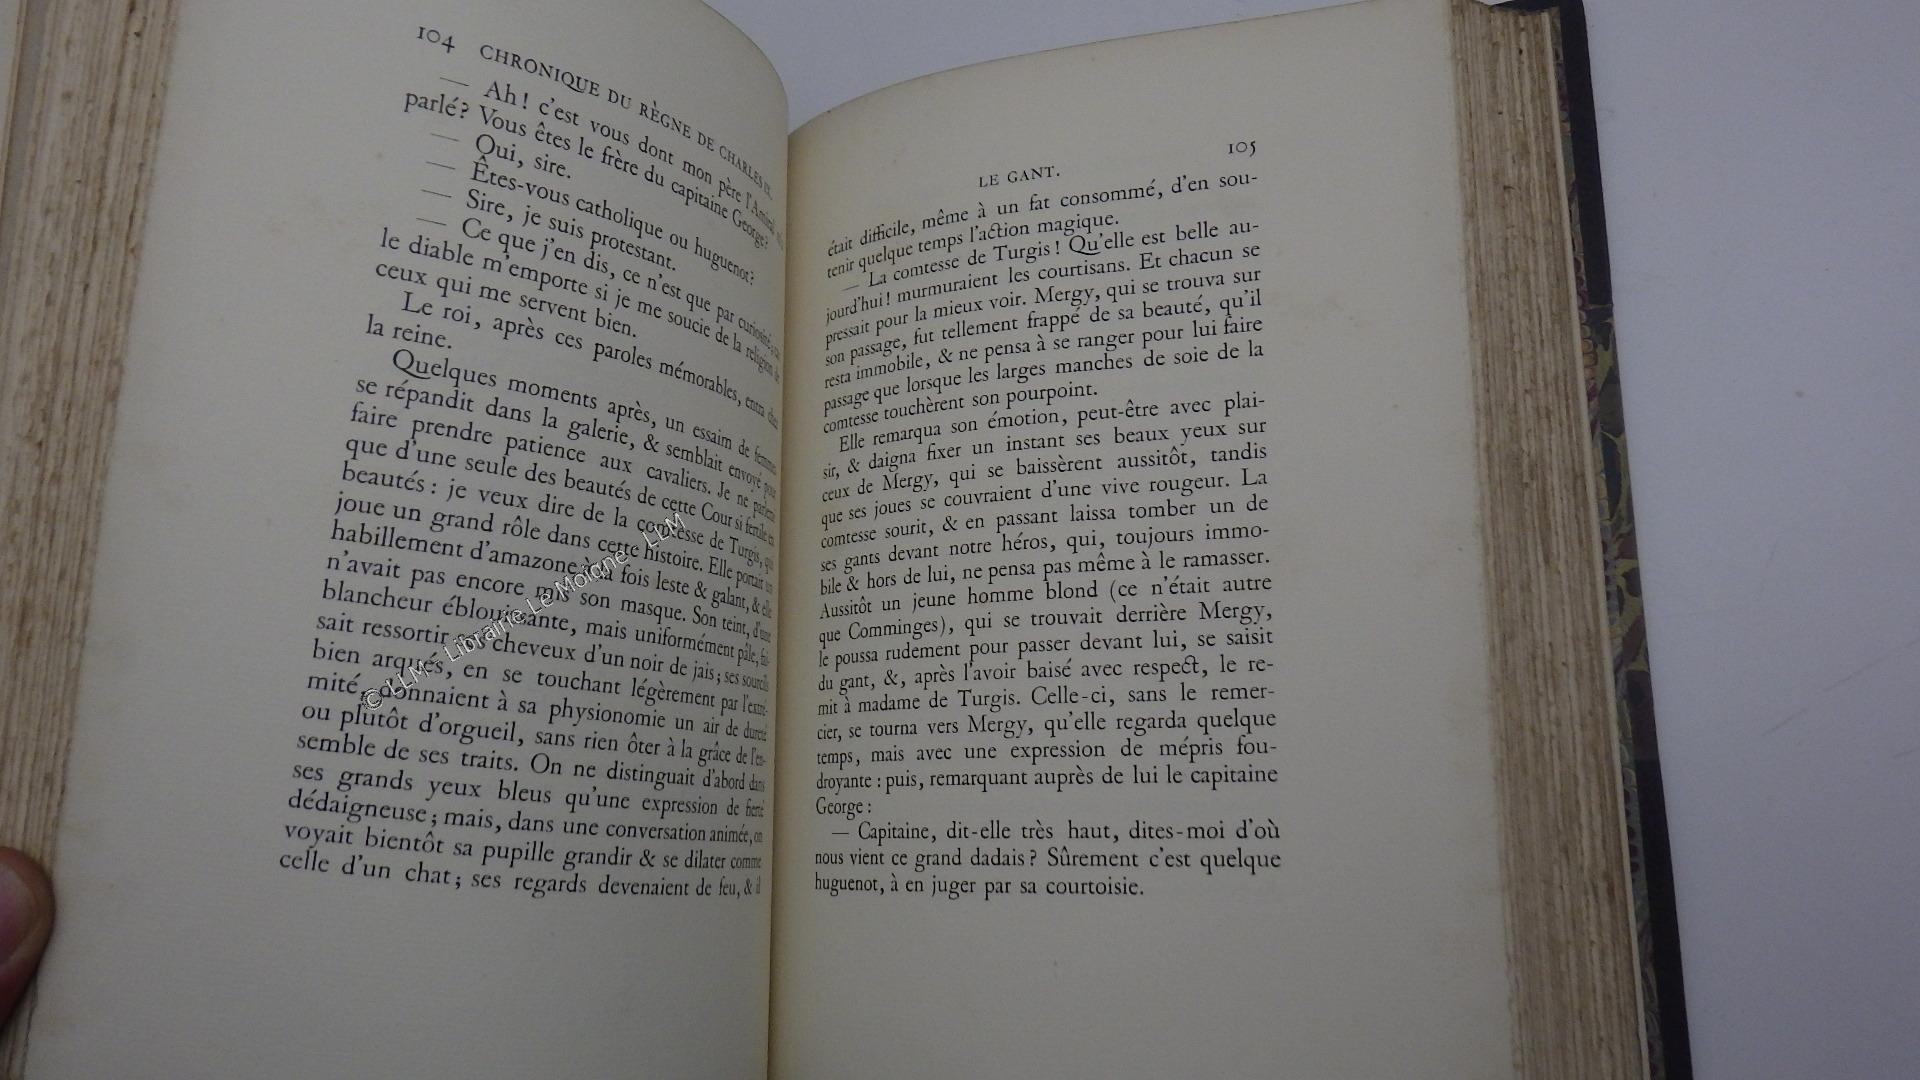 104 CHRONIQUE DU RÈGNE DE CHARLES IX.
— Ah! c'est vous dont mon père l'Amiral
parlé? Vous êtes le frère du capitaine George?
— Oui, sire.
— Êtes-vous catholique ou huguenot?
— Sire, je suis protestant.
— Ce que j'en dis, ce n'est que par curiosité
le diable m'emporte si je me soucie de la religion de
ceux qui me servent bien.
Le roi, après ces paroles mémorables, entra chez
la reine.
Quelques moments après, un essaim de femmes
se répandit dans la galerie, & semblait envoyé pour
faire prendre patience aux cavaliers. Je ne parlerai
que d'une seule des beautés de cette Cour si fertile en
beautés : je veux dire de la comtesse de Turgis, qui
joue un grand rôle dans cette histoire. Elle portait un
habillement d'amazone à la fois leste & galant, & elle
n'avait pas encore mis son masque. Son teint, d'une
blancheur éblouissante, mais uniformément pâle, fai-
sait ressortir cheveux d'un noir de jais ; ses sourcils
bien arqués, en se touchant légèrement par l'extré-
mité, donnaient à sa physionomie un air de dureté
ou plutôt d'orgueil, sans rien ôter à la grâce de l'en-
semble de ses traits. On ne distinguait d'abord dans
ses grands yeux bleus qu'une expression de fierté
dédaigneuse ; mais, dans une conversation animée, on
voyait bientôt sa pupille grandir & se dilater comme
celle d'un chat ; ses regards devenaient de feu, & il
© LLM - Librairie Le Moigne - LLM
LE GANT. 105
était difficile, même à un fat consommé, d'en sou-
tenir quelque temps l'action magique.
— La comtesse de Turgis ! Qu'elle est belle au-
jourd'hui ! murmuraient les courtisans. Et chacun se
pressait pour la mieux voir. Mergy, qui se trouva sur
son passage, fut tellement frappé de sa beauté, qu'il
resta immobile, & ne pensa à se ranger pour lui faire
passage que lorsque les larges manches de soie de la
comtesse touchèrent son pourpoint.
Elle remarqua son émotion, peut-être avec plai-
sir, & daigna fixer un instant ses beaux yeux sur
ceux de Mergy, qui se baissèrent aussitôt, tandis
que ses joues se couvraient d'une vive rougeur. La
comtesse sourit, & en passant laissa tomber un de
ses gants devant notre héros, qui, toujours immo-
bile & hors de lui, ne pensa pas même à le ramasser.
Aussitôt un jeune homme blond (ce n'était autre
que Comminges), qui se trouvait derrière Mergy,
le poussa rudement pour passer devant lui, se saisit
du gant, &, après l'avoir baisé avec respect, le re-
mit à madame de Turgis. Celle-ci, sans le remer-
cier, se tourna vers Mergy, qu'elle regarda quelque
temps, mais avec une expression de mépris fou-
droyante : puis, remarquant auprès de lui le capitaine
George :
— Capitaine, dit-elle très haut, dites-moi d'où
nous vient ce grand dadais ? Sûrement c'est quelque
huguenot, à en juger par sa courtoisie.